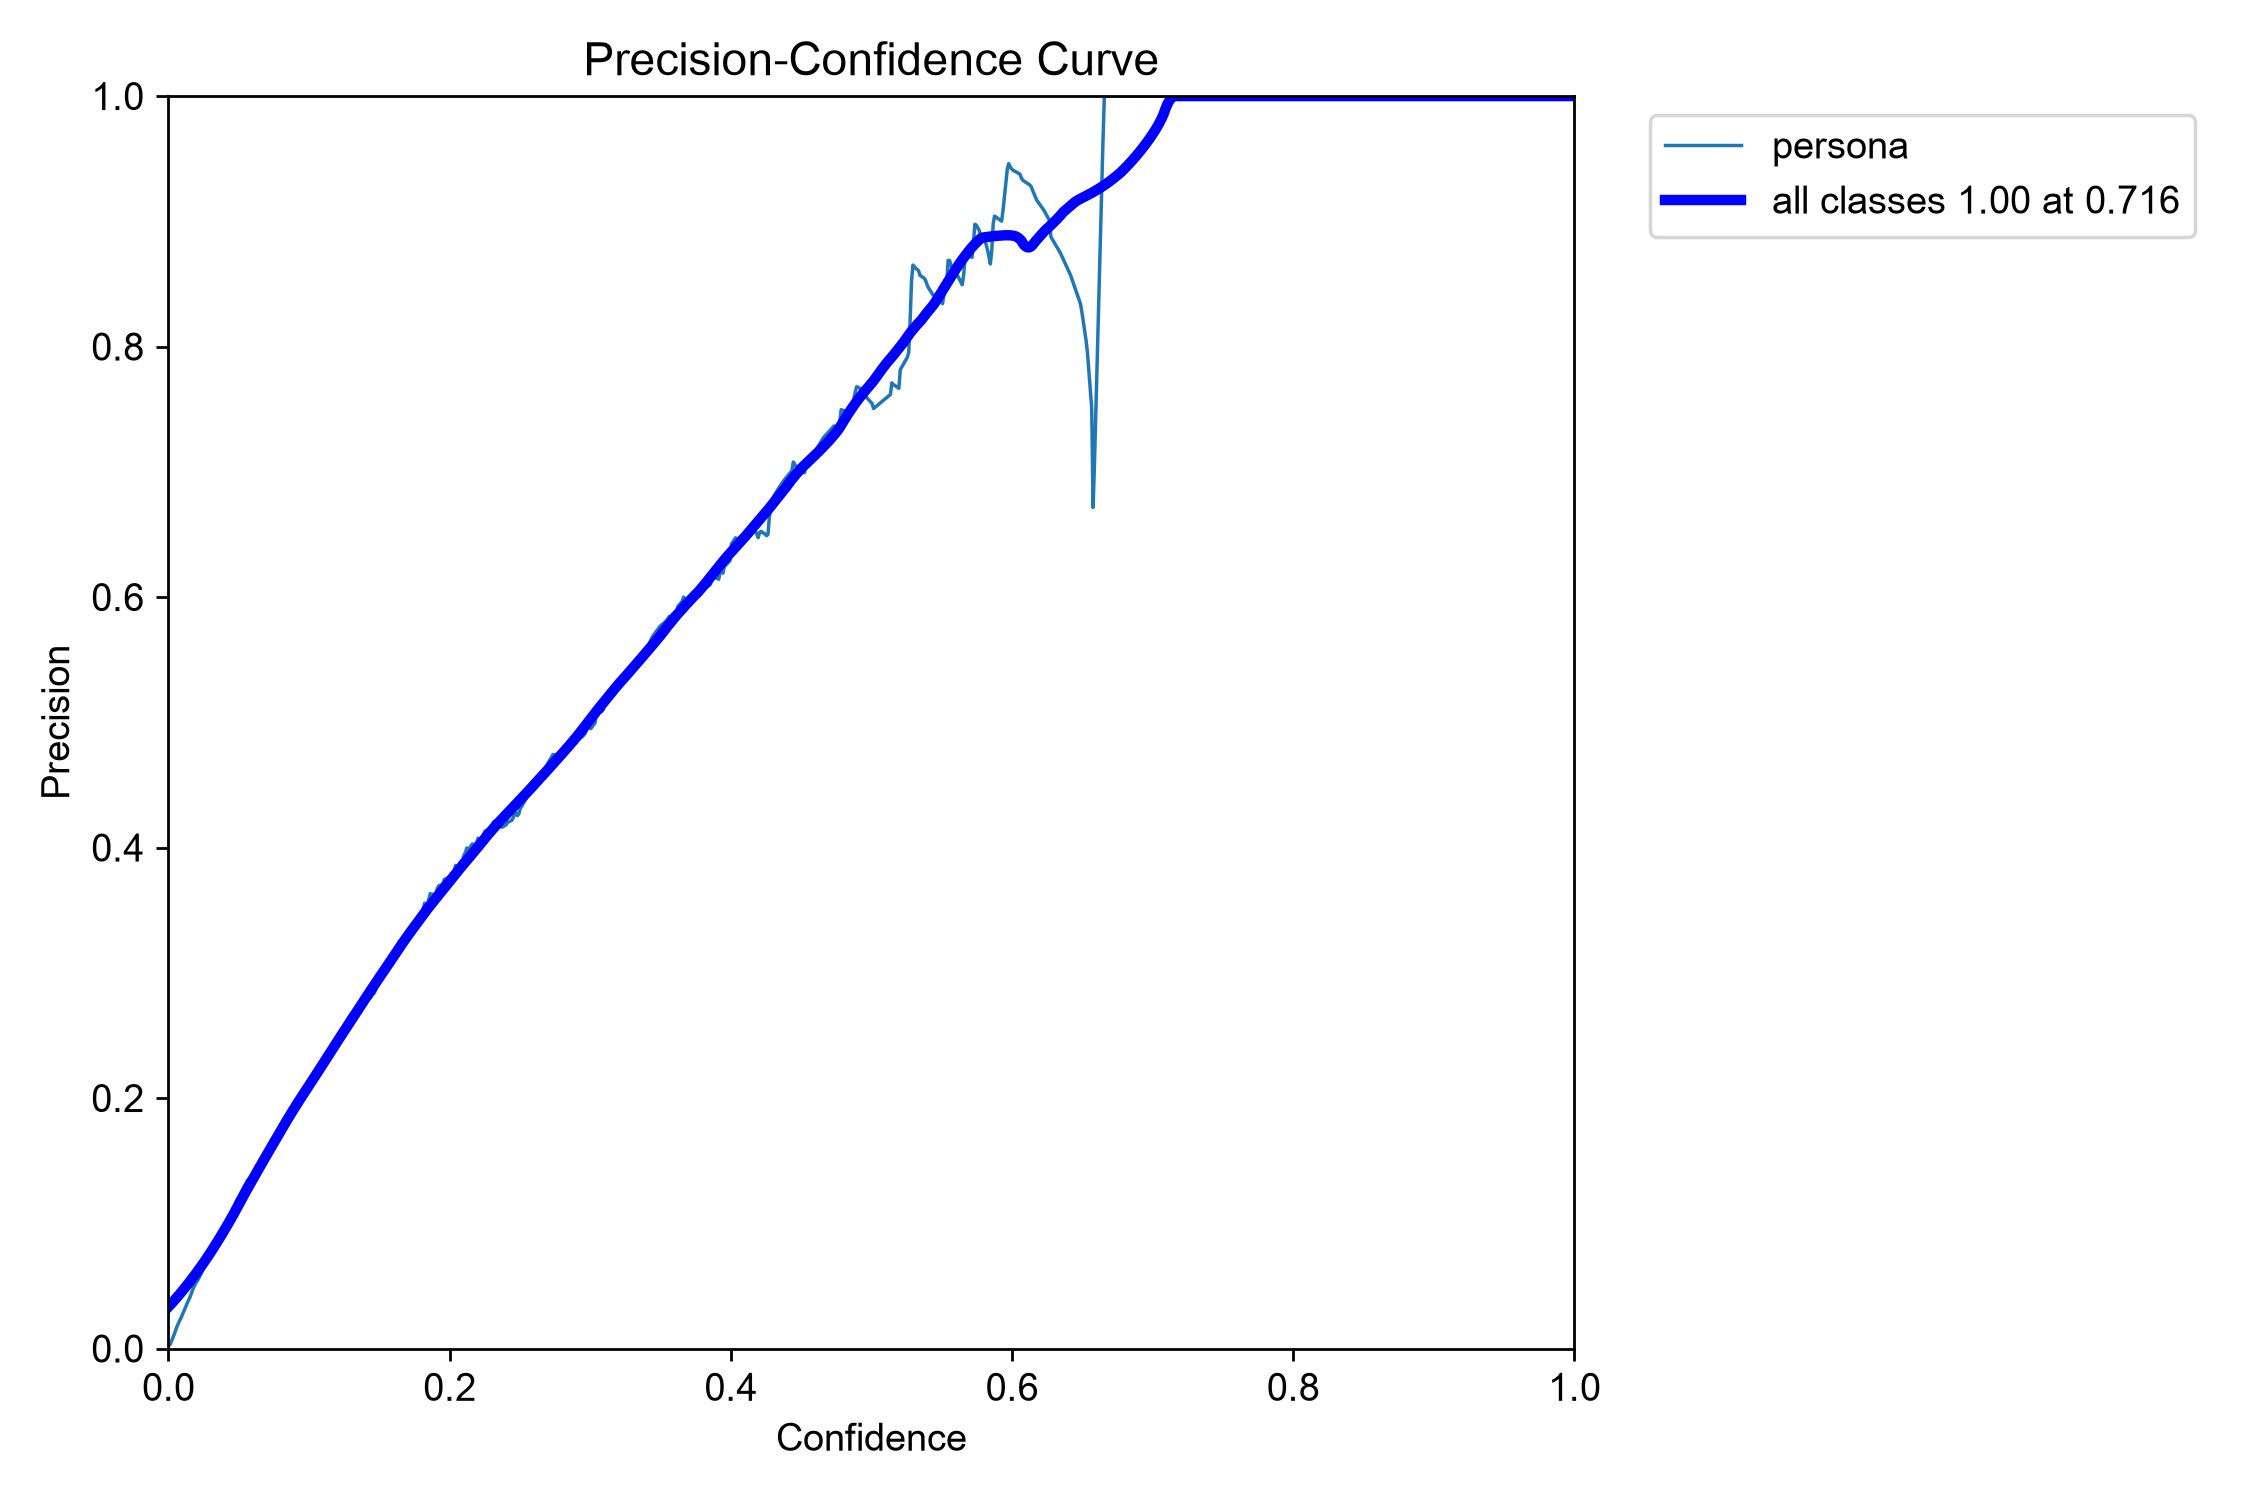 Precision-Confidence Curve
1.0
0.8
0.6
0.4
0.2
0.0
Precision
0.0 0.2 0.4 0.6 0.8 1.0
Confidence
persona
all classes 1.00 at 0.716